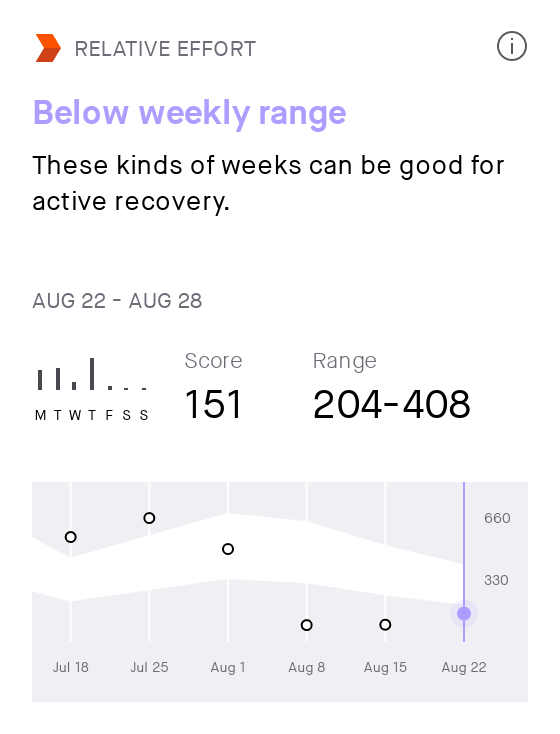 RELATIVE EFFORT
Below weekly range
These kinds of weeks can be good for
active recovery.
AUG 22 - AUG 28
Score
Range
151
204-408
M T W T F S S
660
330
Jul 18
Jul 25
Aug 1
Aug 8
Aug 15
Aug 22